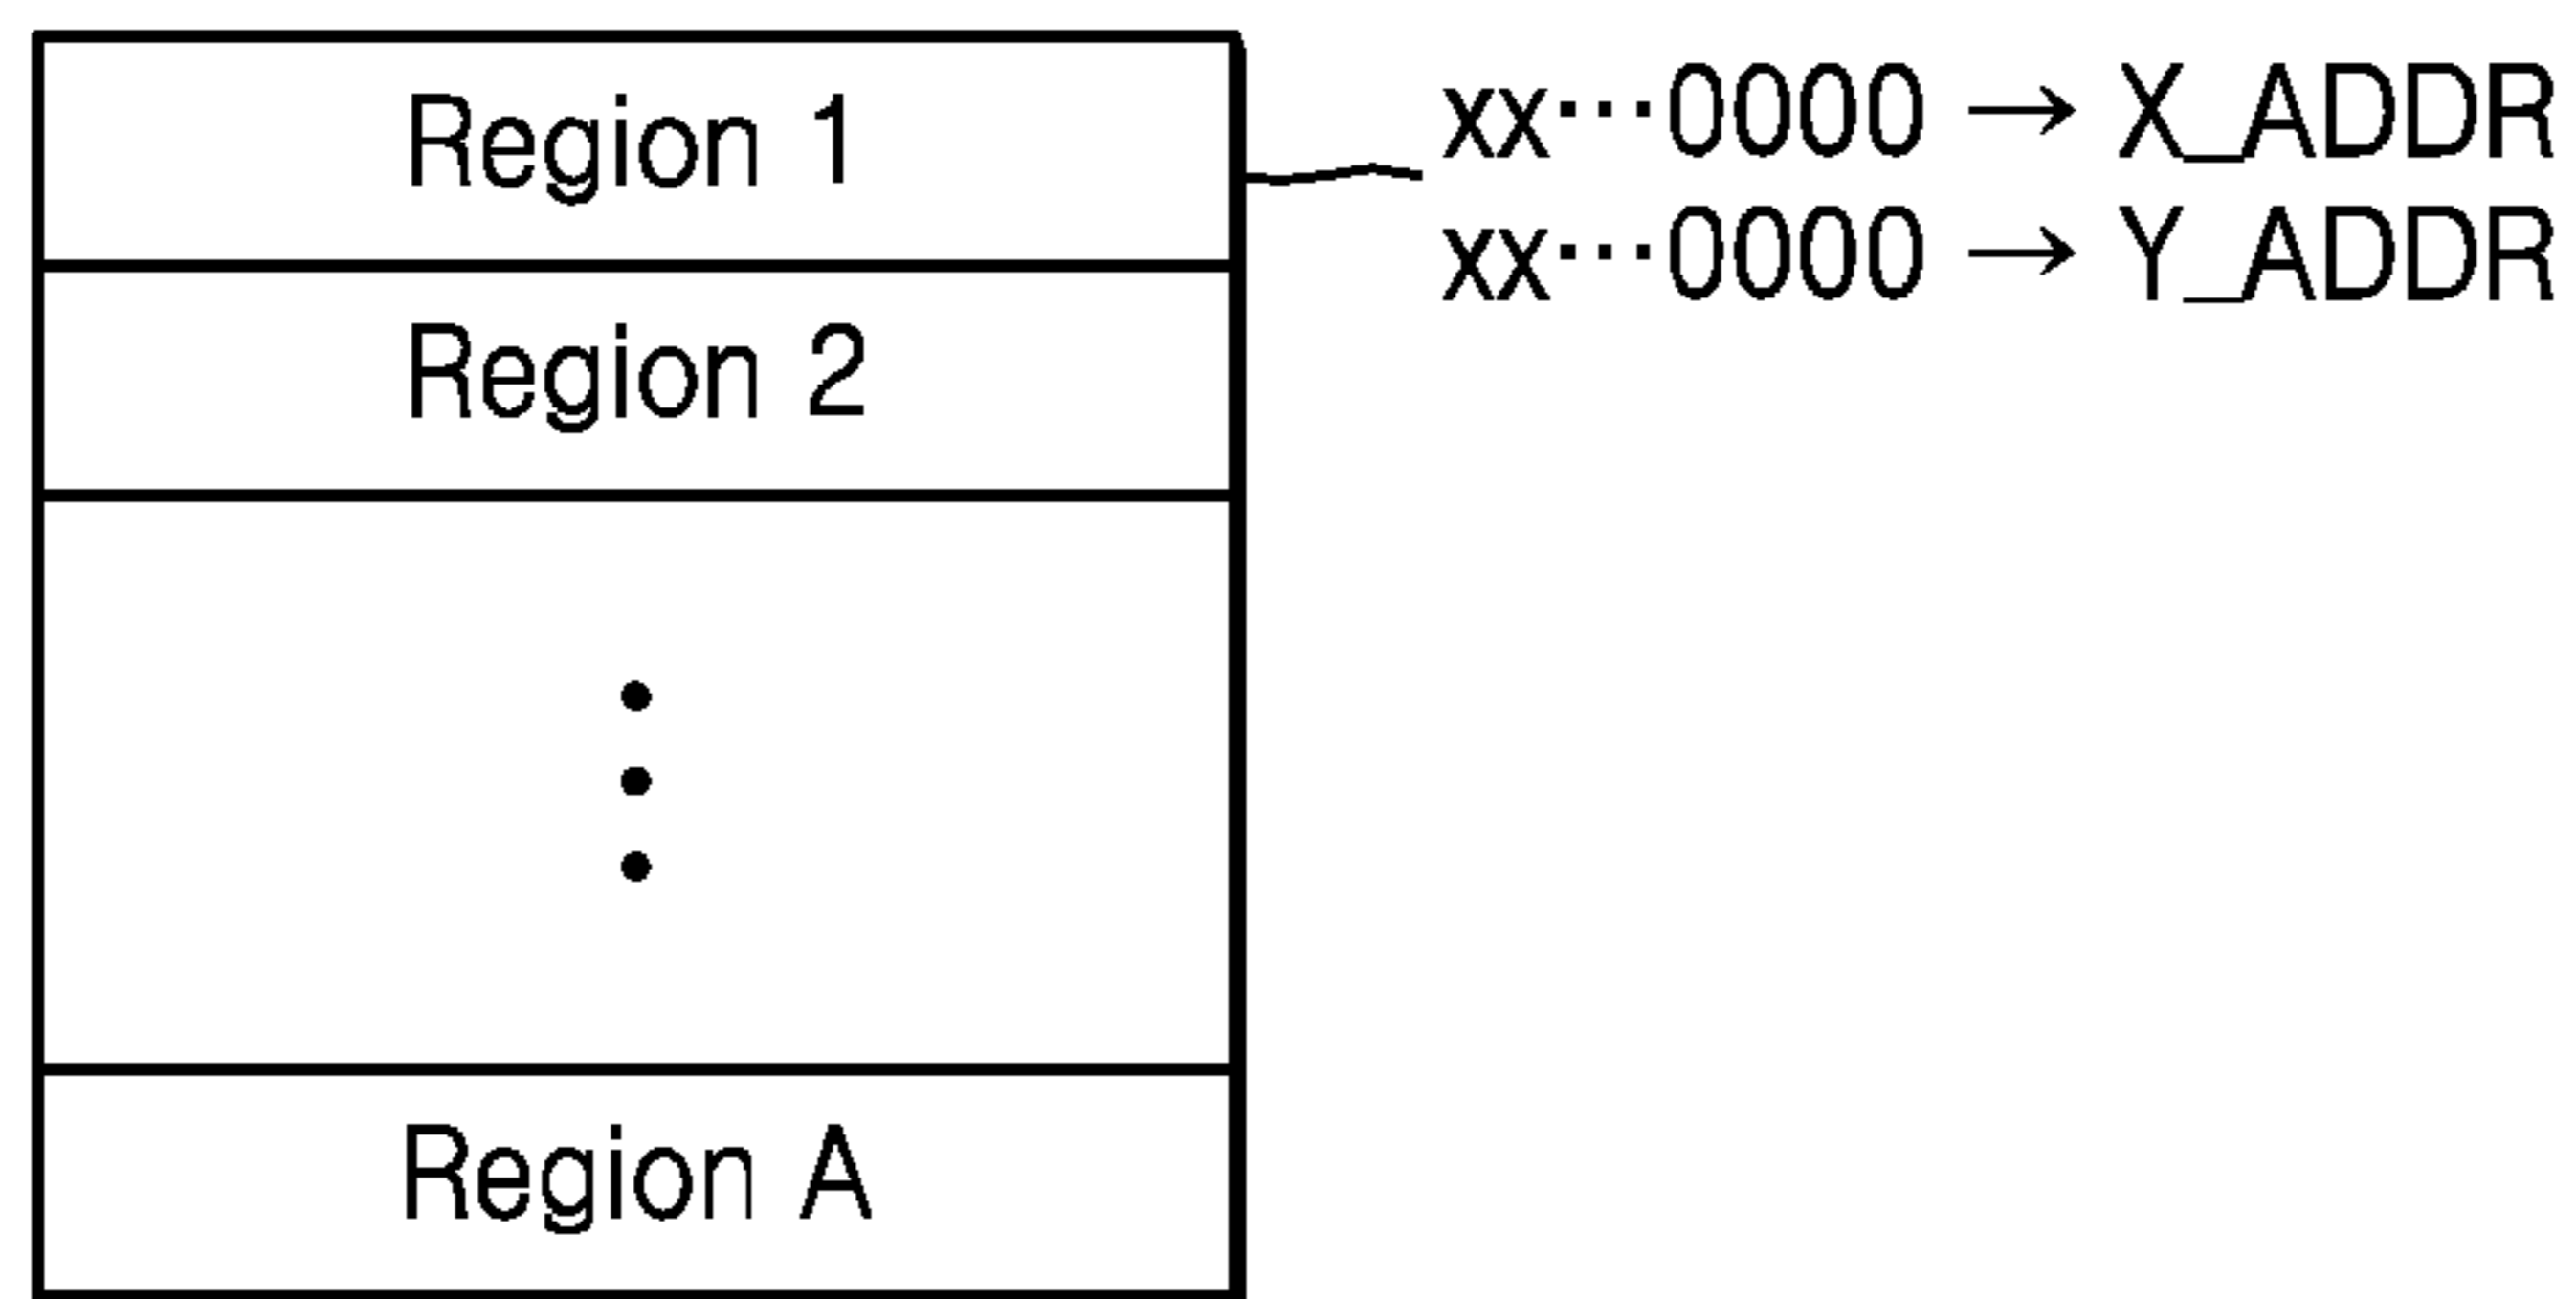 Region 1
xx···0000 → X_ADDR
xx···0000 → Y_ADDR
Region 2
Region A